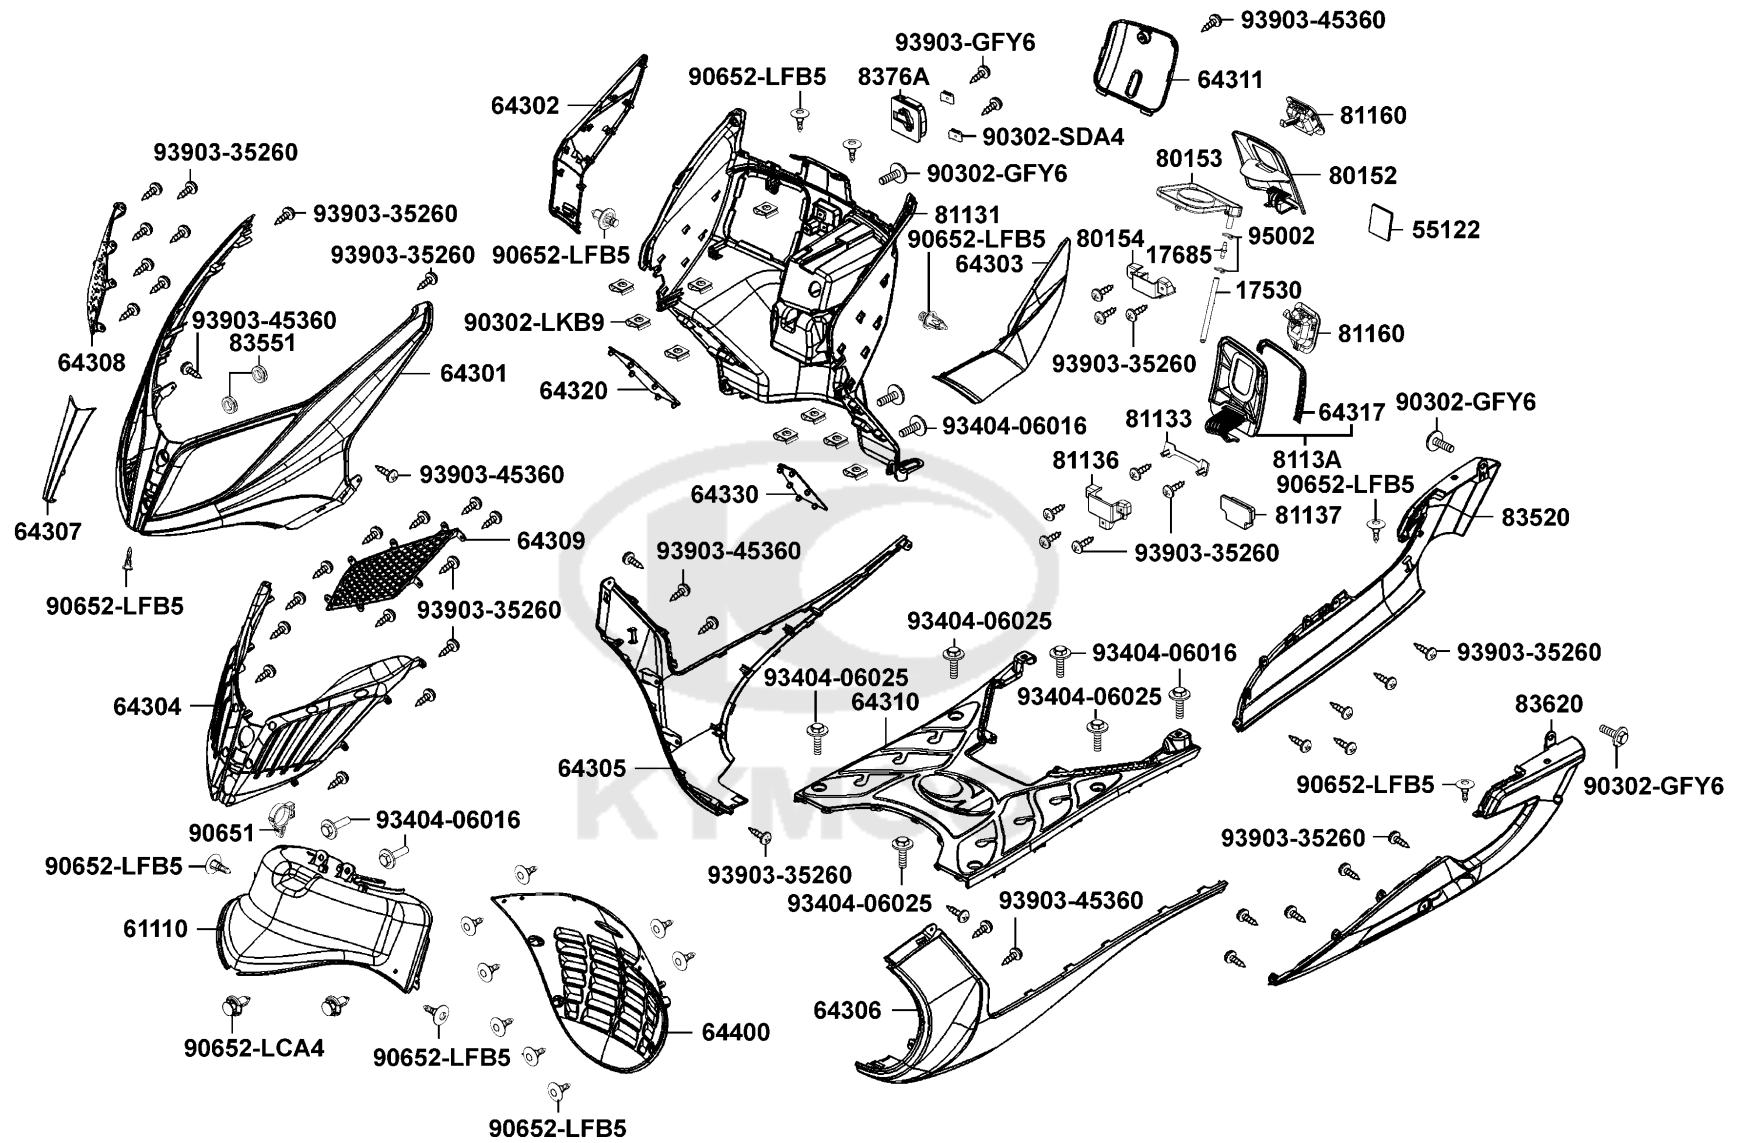 93903-45360
93903-GFY6
90652-LFB5
8376A
64311
64302
81160
90302-SDA4
93903-35260
80153
90302-GFY6
80152
93903-35260
81131
55122
90652-LFB5
80154
95002
93903-35260
90652-LFB5
17685
64303
17530
93903-45360
90302-LKB9
81160
83551
64308
93903-35260
64301
64320
90302-GFY6
64317
81133
93404-06016
8113A
81136
93903-45360
90652-LFB5
64330
81137
83520
64307
64309
93903-45360
93903-35260
90652-LFB5
93903-35260
93404-06025
93404-06016
93903-35260
93404-06025
93404-06025
64304
64310
83620
64305
KYMCO
90652-LFB5
90302-GFY6
93404-06016
90651
93903-35260
90652-LFB5
93903-35260
93404-06025
93903-45360
61110
64306
64400
90652-LCA4
90652-LFB5
90652-LFB5